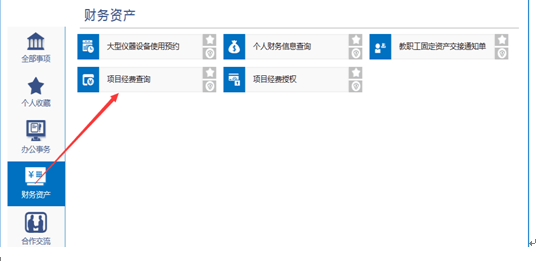 财务资产
全部事项
个人收藏
办公事务
财务资产
合作交流
大型仪器设备使用预约
个人财务信息查询
教职工固定资产交接通知单
项目经费查询
项目经费授权